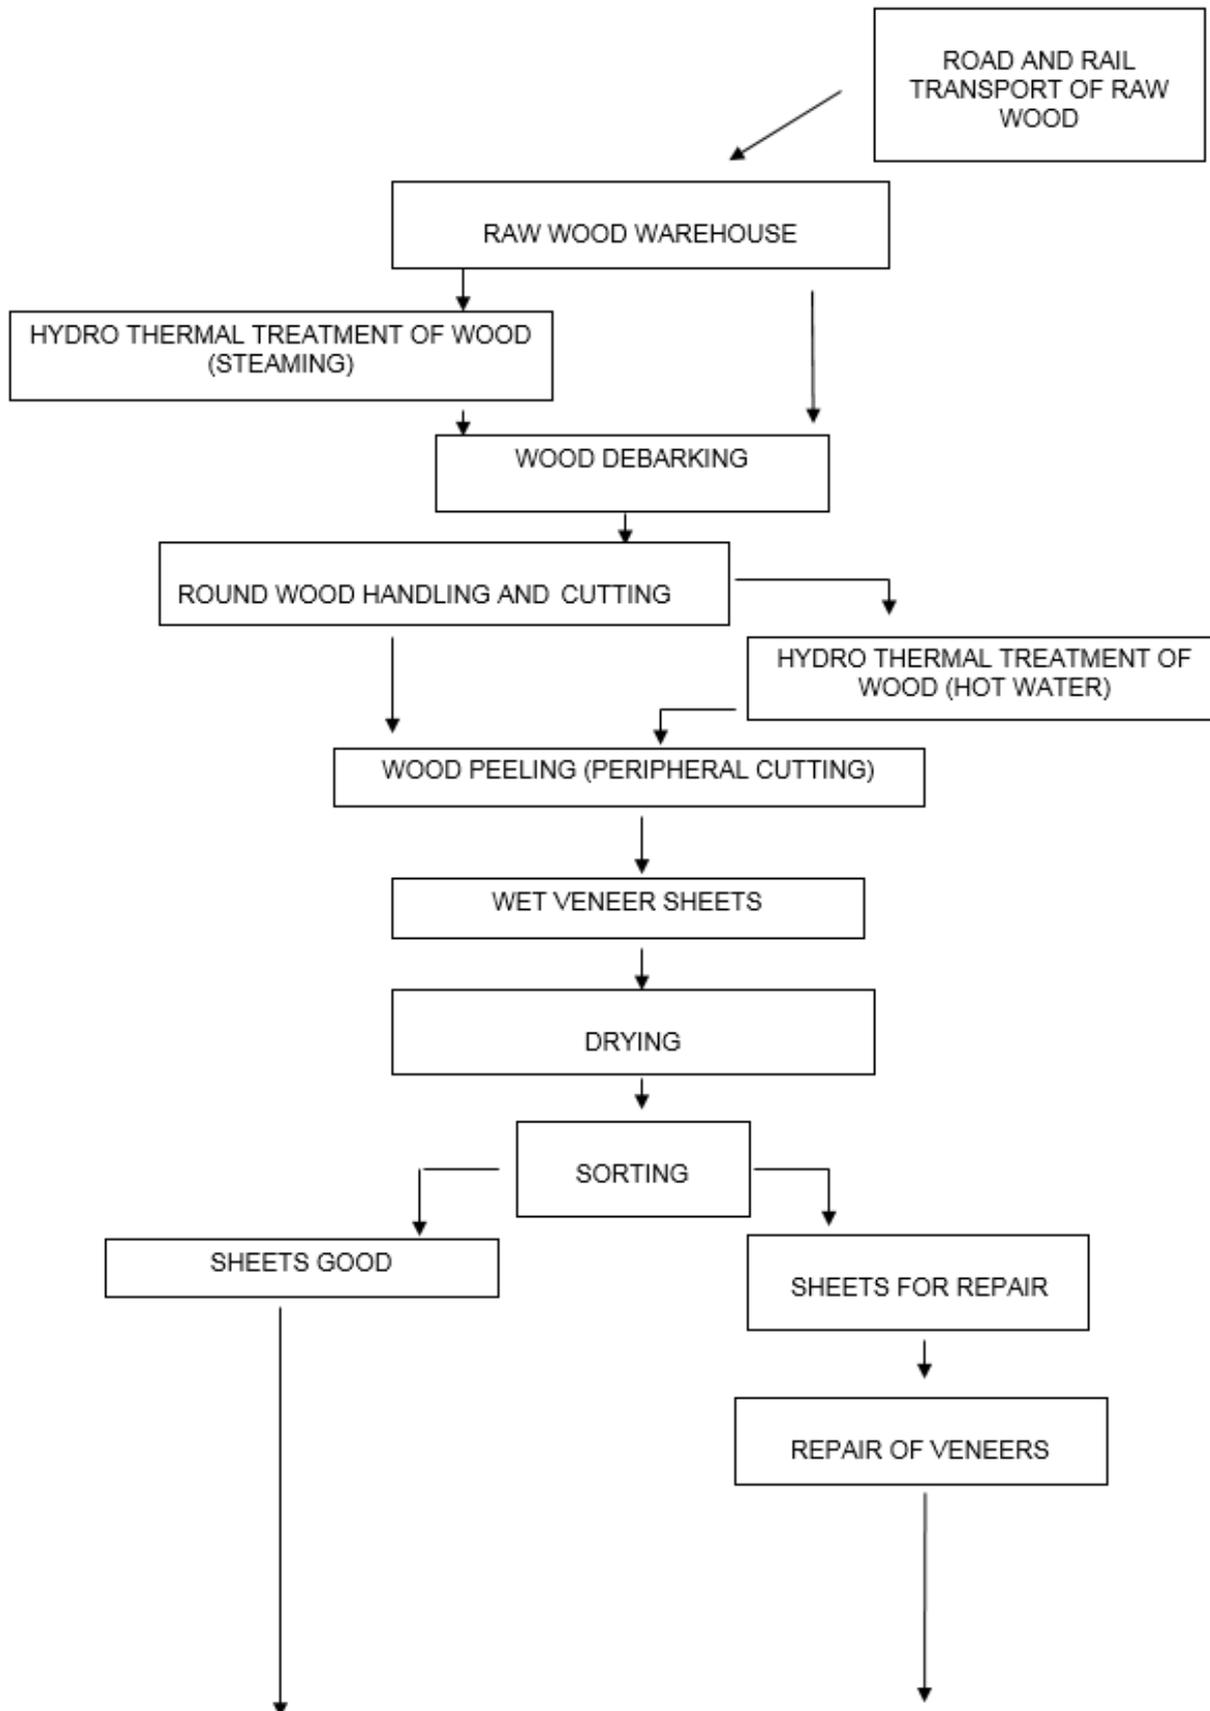 ROAD AND RAIL
TRANSPORT OF RAW
WOOD
RAW WOOD WAREHOUSE
HYDRO THERMAL TREATMENT OF WOOD
(STEAMING)
WOOD DEBARKING
ROUND WOOD HANDLING AND CUTTING
HYDRO THERMAL TREATMENT OF
WOOD (HOT WATER)
WOOD PEELING (PERIPHERAL CUTTING)
WET VENEER SHEETS
DRYING
SORTING
SHEETS GOOD
SHEETS FOR REPAIR
REPAIR OF VENEERS